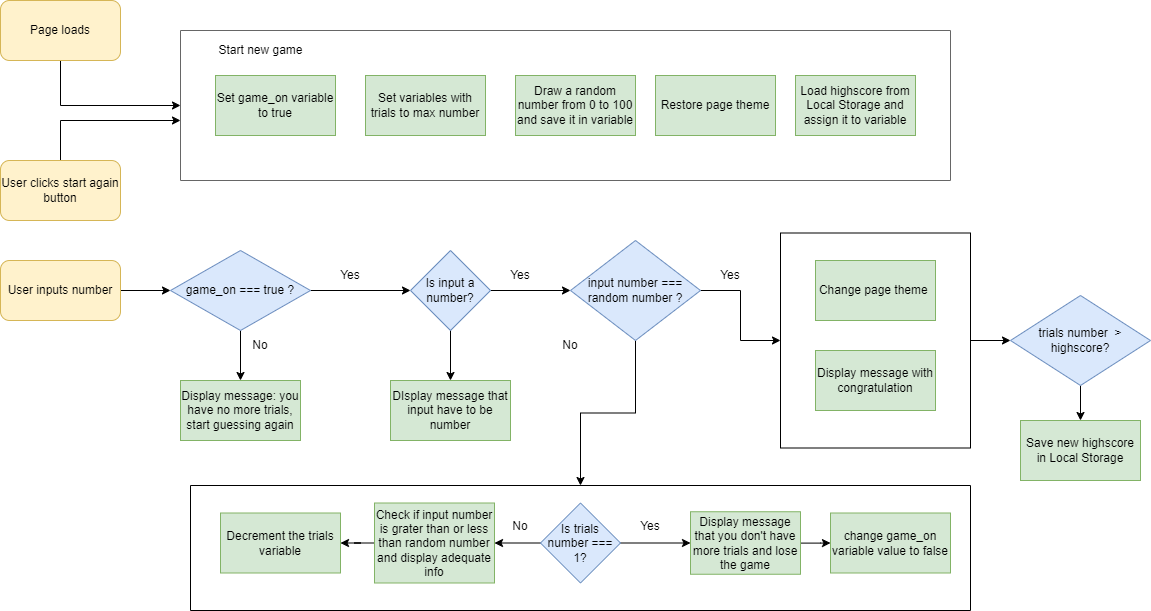 Page loads
Start new game
Set game_on variable
to true
Set variables with
trials to max number
Draw a random
number from 0 to 100
and save it in variable
Restore page theme
Load highscore from
Local Storage and
assign it to variable
User clicks start again
button
User inputs number
game_on === true ?
Yes
Is input a
number?
Yes
input number ===
random number ?
Yes
Change page theme
Display message with
congratulation
trials number  >
highscore?
Save new highscore
in Local Storage
No
Display message: you
have no more trials,
start guessing again
DIsplay message that
input have to be
number
No
Decrement the trials
variable
Check if input number
is grater than or less
than random number
and display adequate
info
No
Is trials
number ===
1?
Yes
Display message
that you don't have
more trials and lose
the game
change game_on
variable value to false